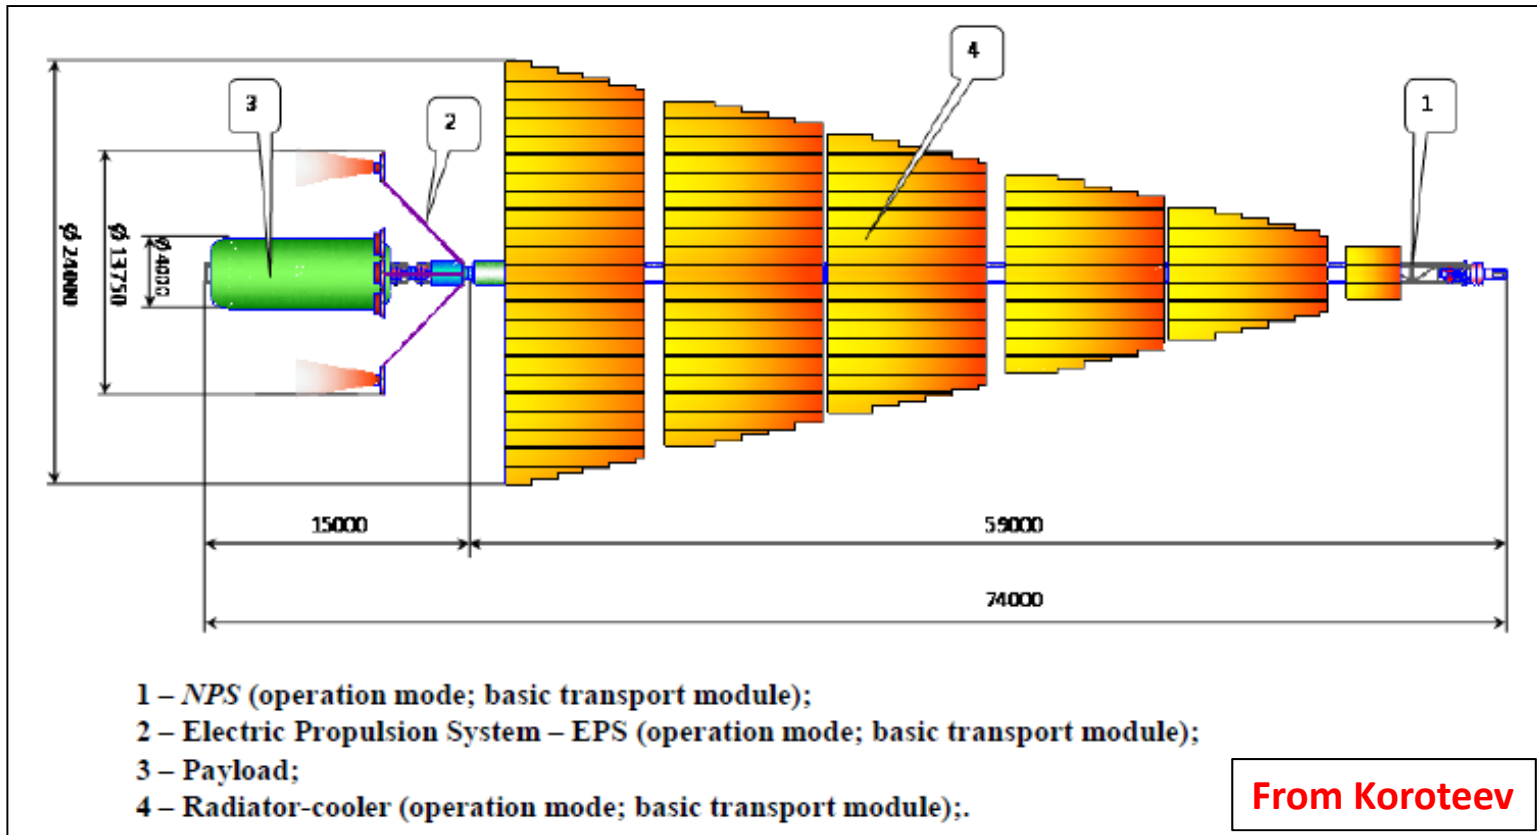 3
2
4
1
ϕ 24000
ϕ 13750
ϕ4000
15000
59000
74000
1 – NPS (operation mode; basic transport module);
2 – Electric Propulsion System – EPS (operation mode; basic transport module);
3 – Payload;
4 – Radiator-cooler (operation mode; basic transport module);.
From Koroteev